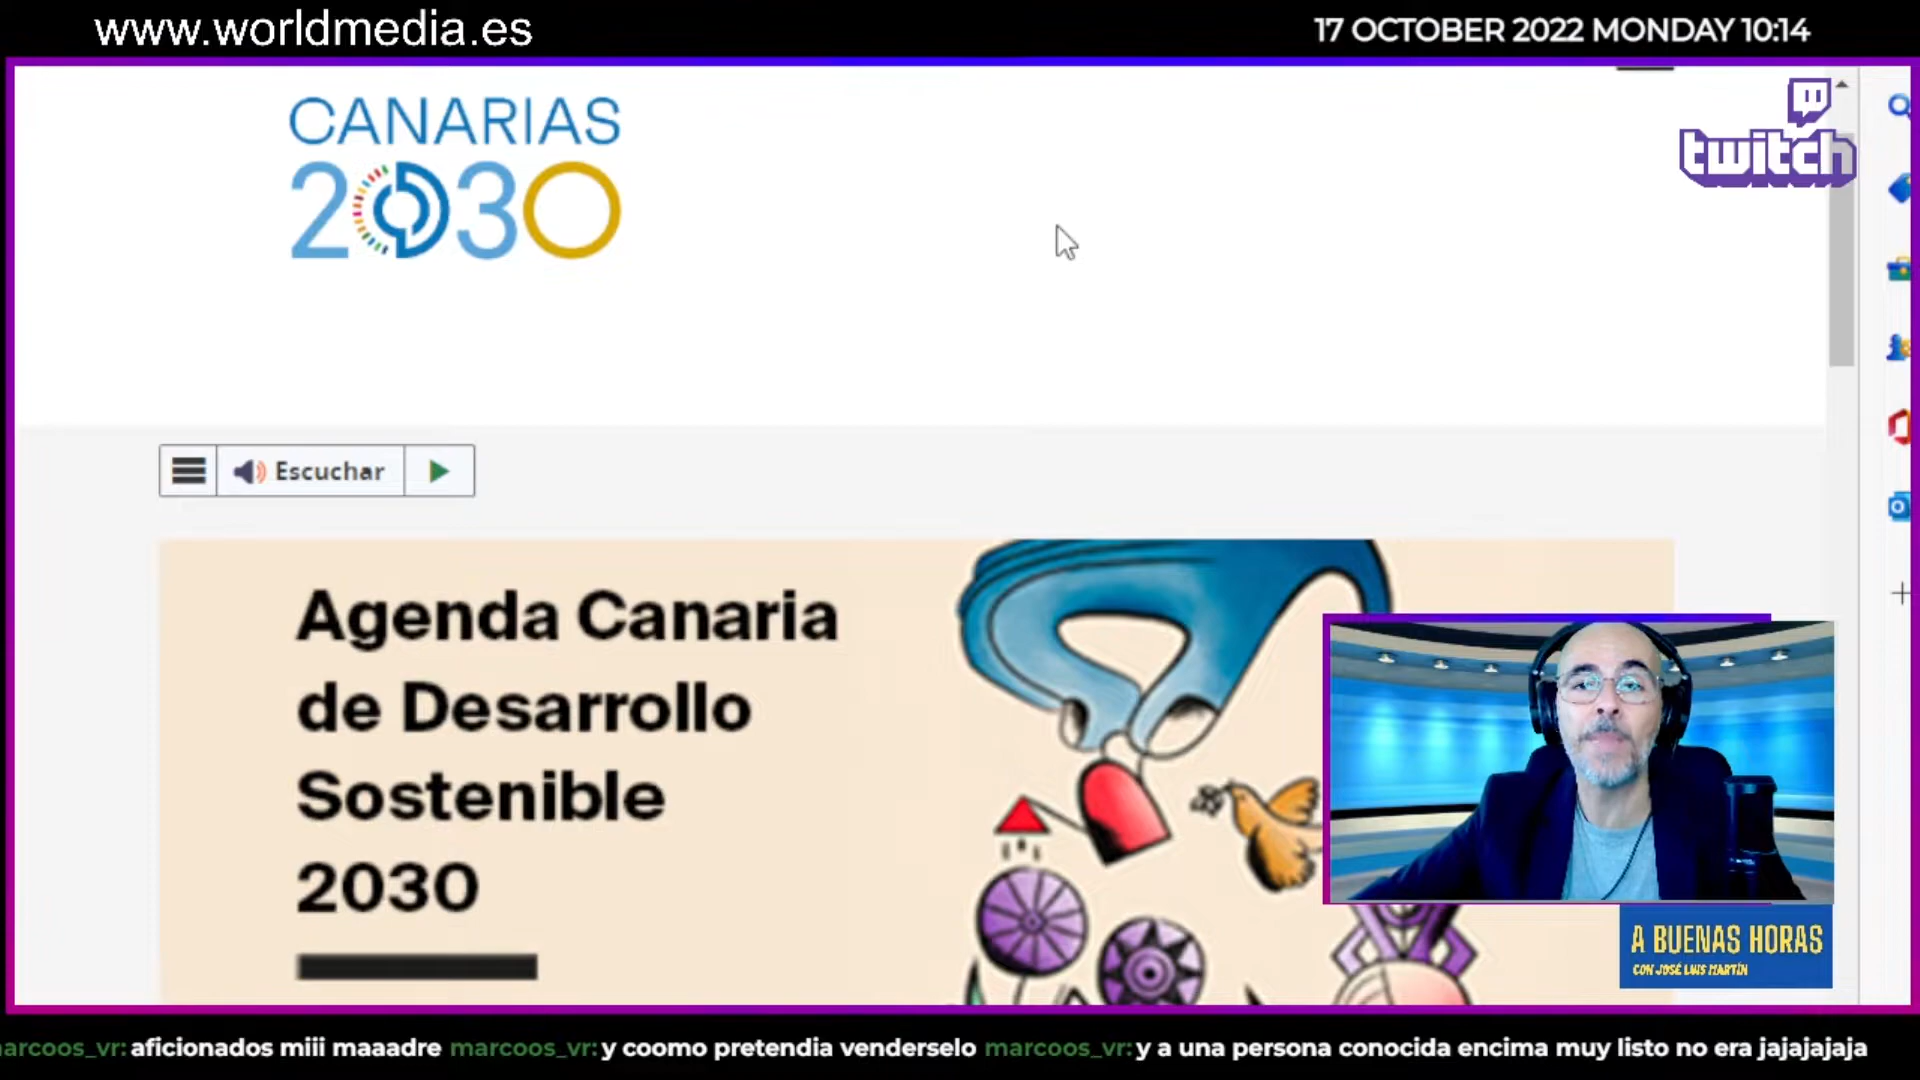 www.worldmedia.es
17 OCTOBER 2022 MONDAY 10:14
CANARIAS
2030
twitch
Escuchar
Agenda Canaria
de Desarrollo
Sostenible
2030
A BUENAS HORAS
CON JOSÉ LUIS MARTÍN
marcoos_vr: aficionados miii maaadre marcoos_vr: y coomo pretendia venderselo marcoos_vr: y a una persona conocida encima muy listo no era jajajajaja